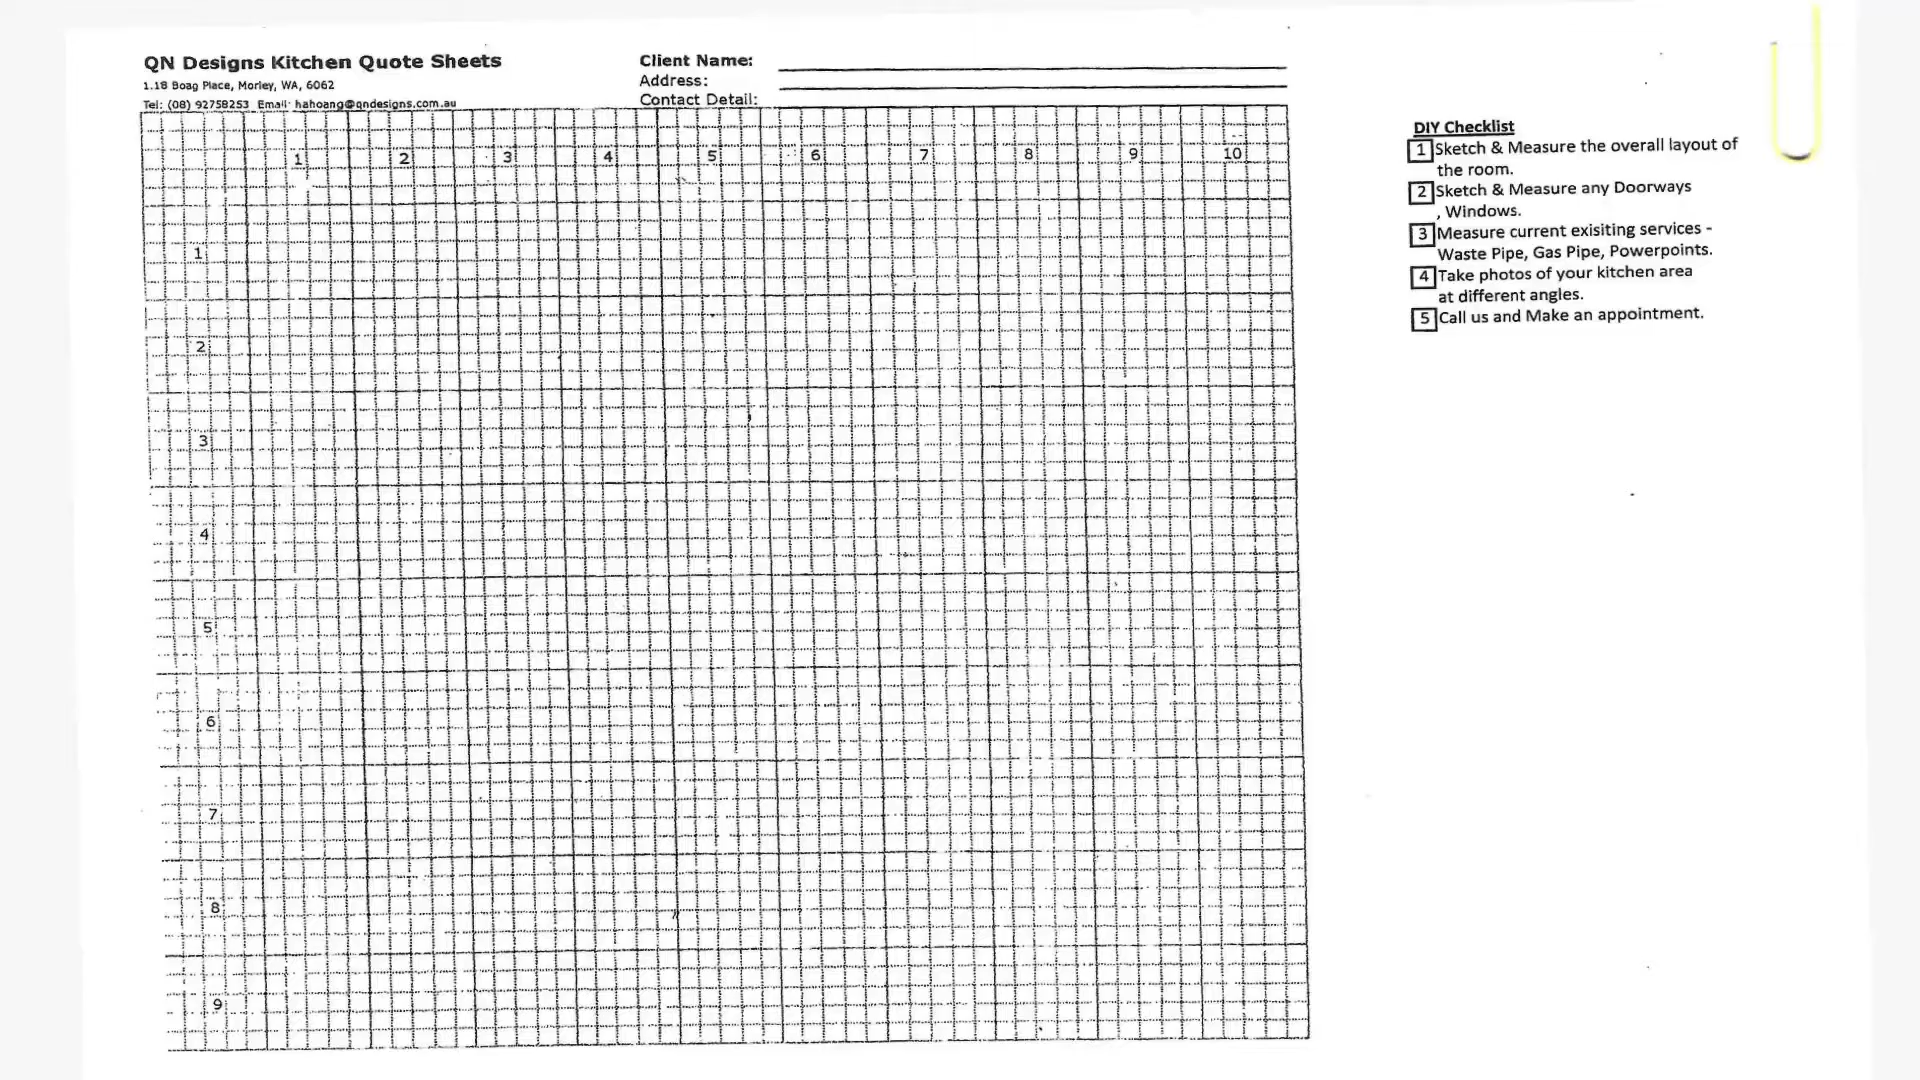 QN Designs Kitchen Quote Sheets
1.18 Boag Place, Morley, WA, 6062
Tel: (08) 92758253 Email: hahoang@qndesigns.com.au
Client Name:
Address:
Contact Detail:
1 2 3 4 5 6 7 8 9 10
1
2
3
4
5
6
7
8
9
DIY Checklist
1 Sketch & Measure the overall layout of
the room.
2 Sketch & Measure any Doorways
, Windows.
3 Measure current exisiting services -
Waste Pipe, Gas Pipe, Powerpoints.
4 Take photos of your kitchen area
at different angles.
5 Call us and Make an appointment.